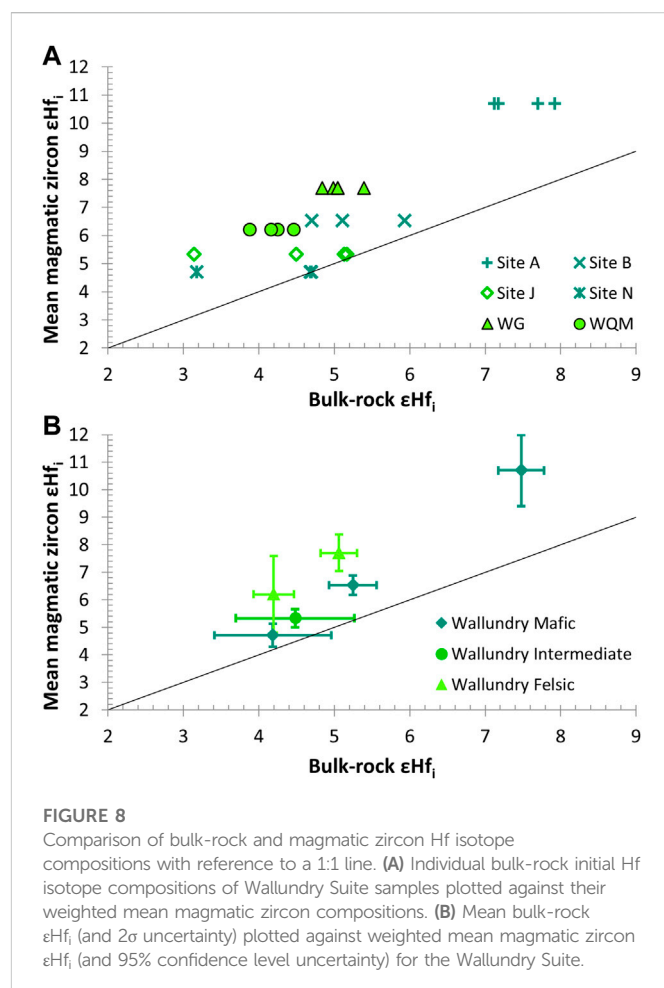 A
12
11
10
9
8
7
6
5
4
3
2
Mean magmatic zircon εHfi
Site A
Site B
Site J
Site N
WG
WQM
2 3 4 5 6 7 8 9
Bulk-rock εHfi
B
12
11
10
9
8
7
6
5
4
3
2
Mean magmatic zircon εHfi
Wallundry Mafic
Wallundry Intermediate
Wallundry Felsic
2 3 4 5 6 7 8 9
Bulk-rock εHfi
FIGURE 8
Comparison of bulk-rock and magmatic zircon Hf isotope
compositions with reference to a 1:1 line. (A) Individual bulk-rock initial Hf
isotope compositions of Wallundry Suite samples plotted against their
weighted mean magmatic zircon compositions. (B) Mean bulk-rock
εHfi (and 2σ uncertainty) plotted against weighted mean magmatic zircon
εHfi (and 95% confidence level uncertainty) for the Wallundry Suite.